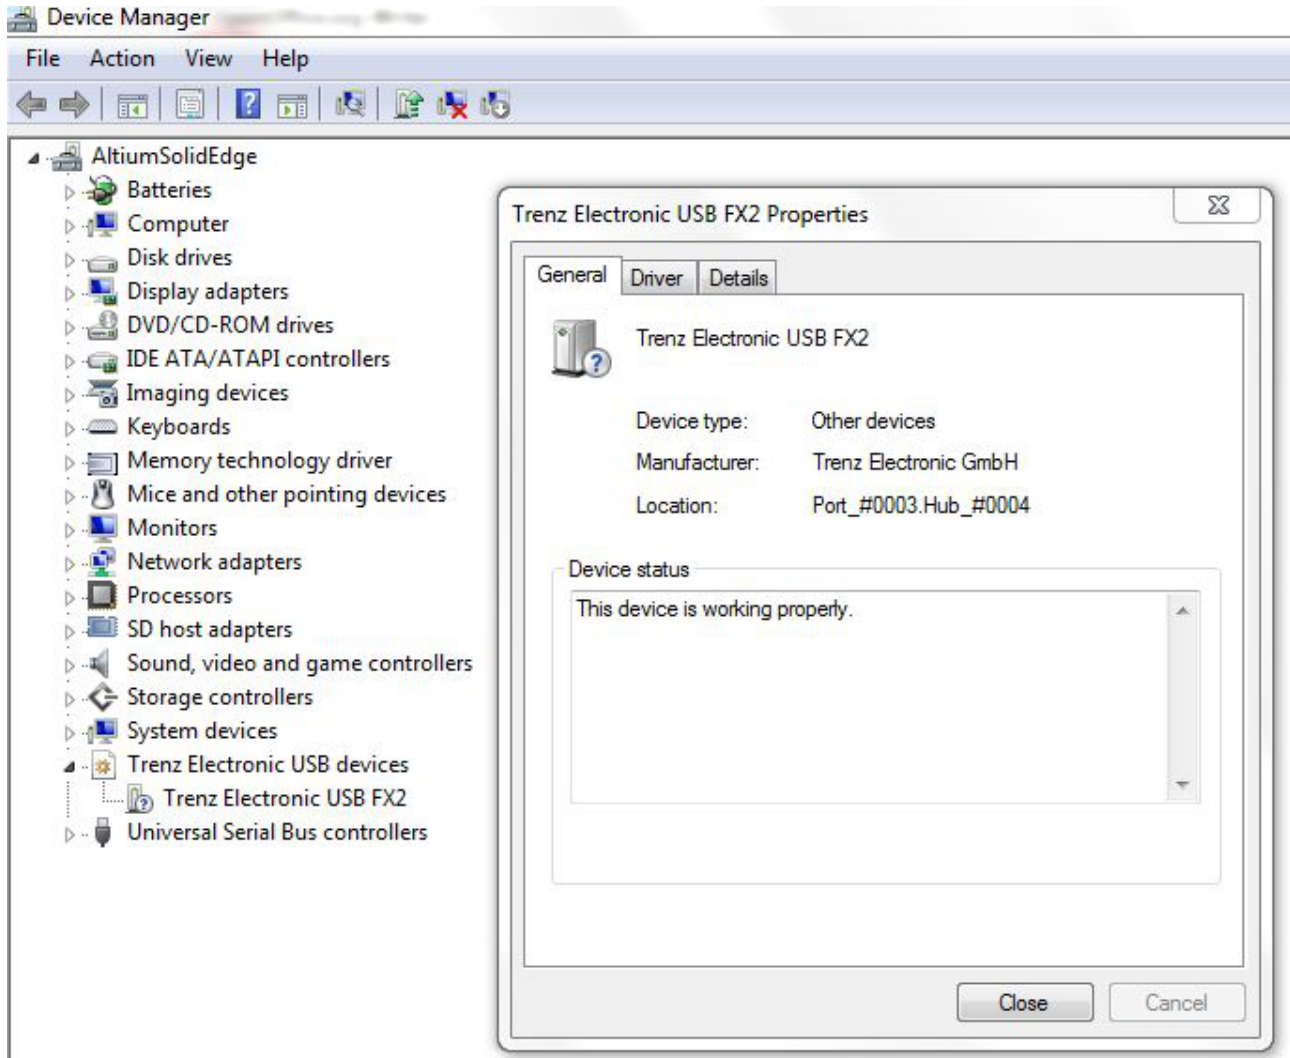 Device Manager
File Action View Help
AltiumSolidEdge
Batteries
Computer
Disk drives
Display adapters
DVD/CD-ROM drives
IDE ATA/ATAPI controllers
Imaging devices
Keyboards
Memory technology driver
Mice and other pointing devices
Monitors
Network adapters
Processors
SD host adapters
Sound, video and game controllers
Storage controllers
System devices
Trenz Electronic USB devices
Trenz Electronic USB FX2
Universal Serial Bus controllers
Trenz Electronic USB FX2 Properties
General Driver Details
Trenz Electronic USB FX2
Device type: Other devices
Manufacturer: Trenz Electronic GmbH
Location: Port_#0003.Hub_#0004
Device status
This device is working properly.
Close Cancel